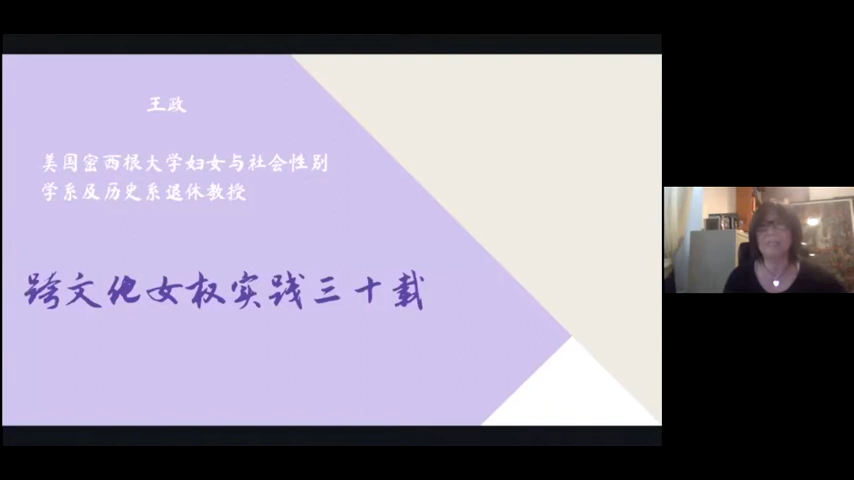 王政
美国密西根大学妇女与社会性别
学系及历史系退休教授
跨文化女权实践三十载